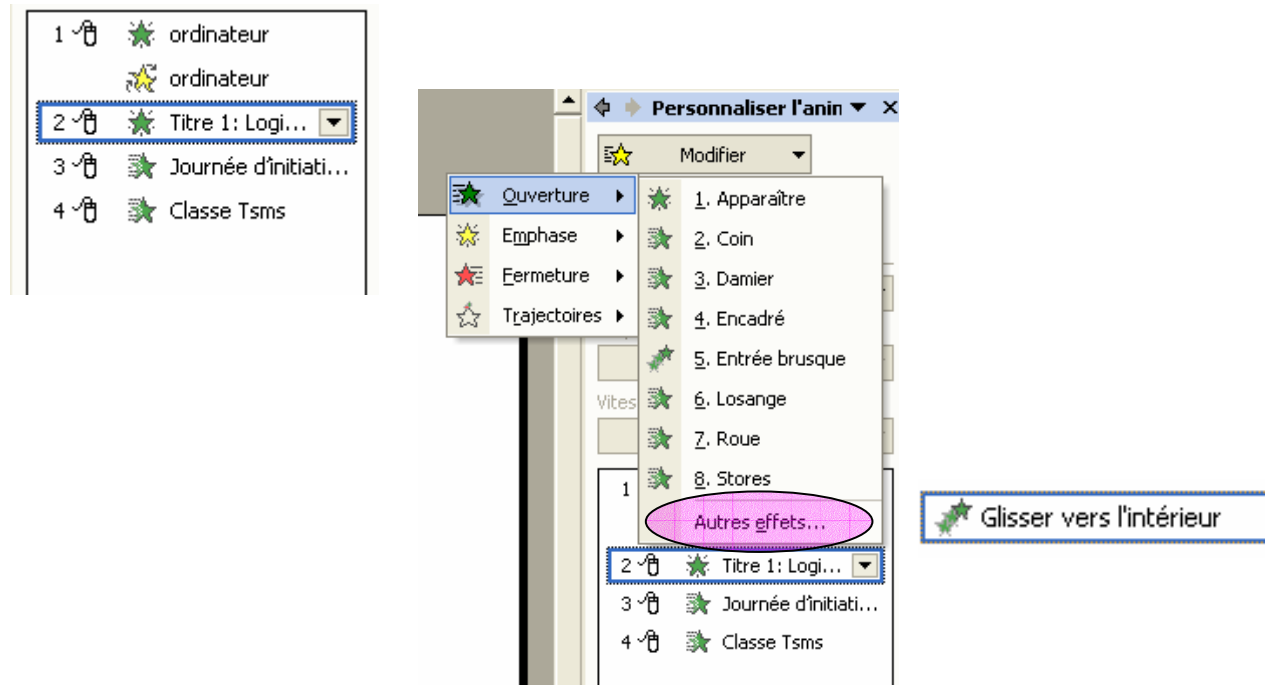 1 ordinateur
ordinateur
2 Titre 1: Logi...
3 Journée d'initiati...
4 Classe Tsms
Personnaliser l'anim
Modifier
Ouverture
Emphase
Fermeture
Trajectoires
1. Apparaître
2. Coin
3. Damier
4. Encadré
5. Entrée brusque
6. Losange
7. Roue
8. Stores
Autres effets...
Vites
1
2 Titre 1: Logi...
3 Journée d'initiati...
4 Classe Tsms
Glisser vers l'intérieur